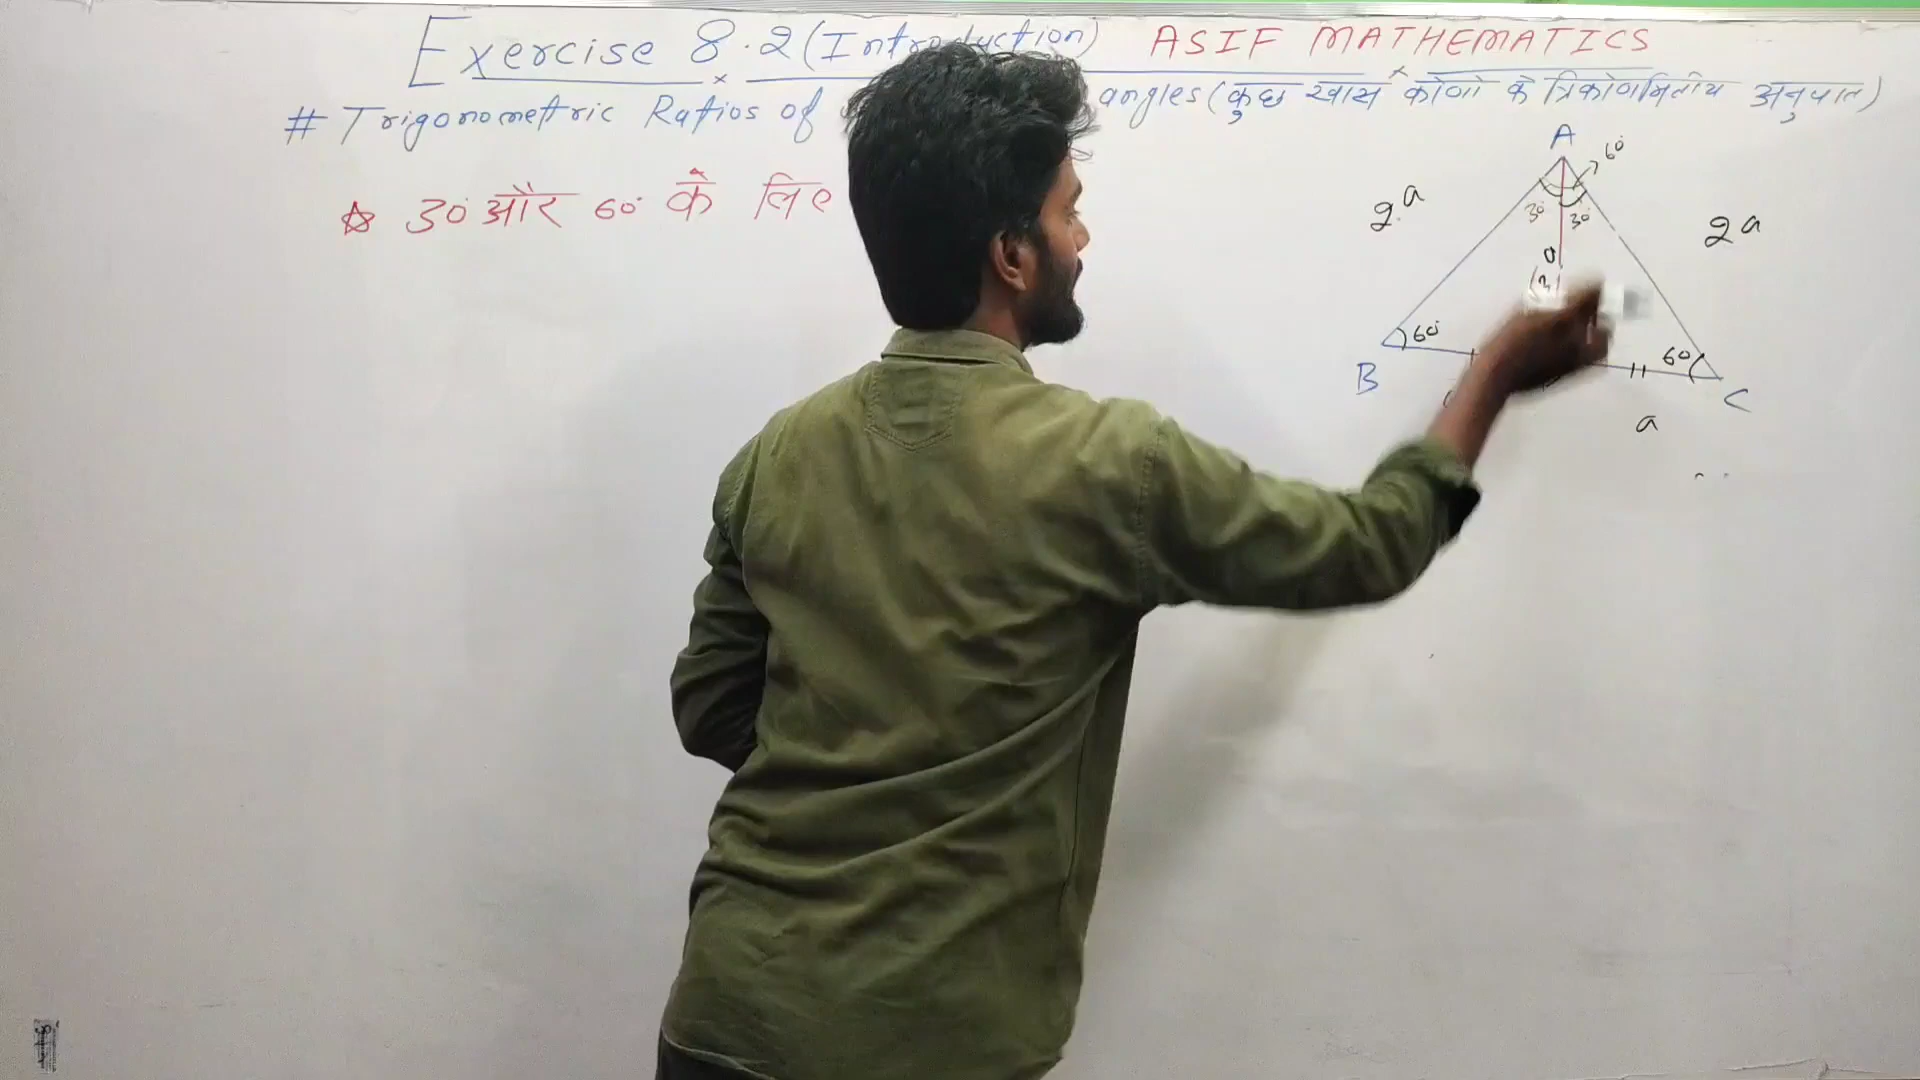 Exercise 8.2 (Introduction) ASIF MATHEMATICS
# Trigonometric Ratios of angles (कुछ खास कोणों के त्रिकोणमितीय अनुपात)
☆ 30° और 60° के लिए
A
60°
2a
30° 30°
2a
60°
60°
B
C
a